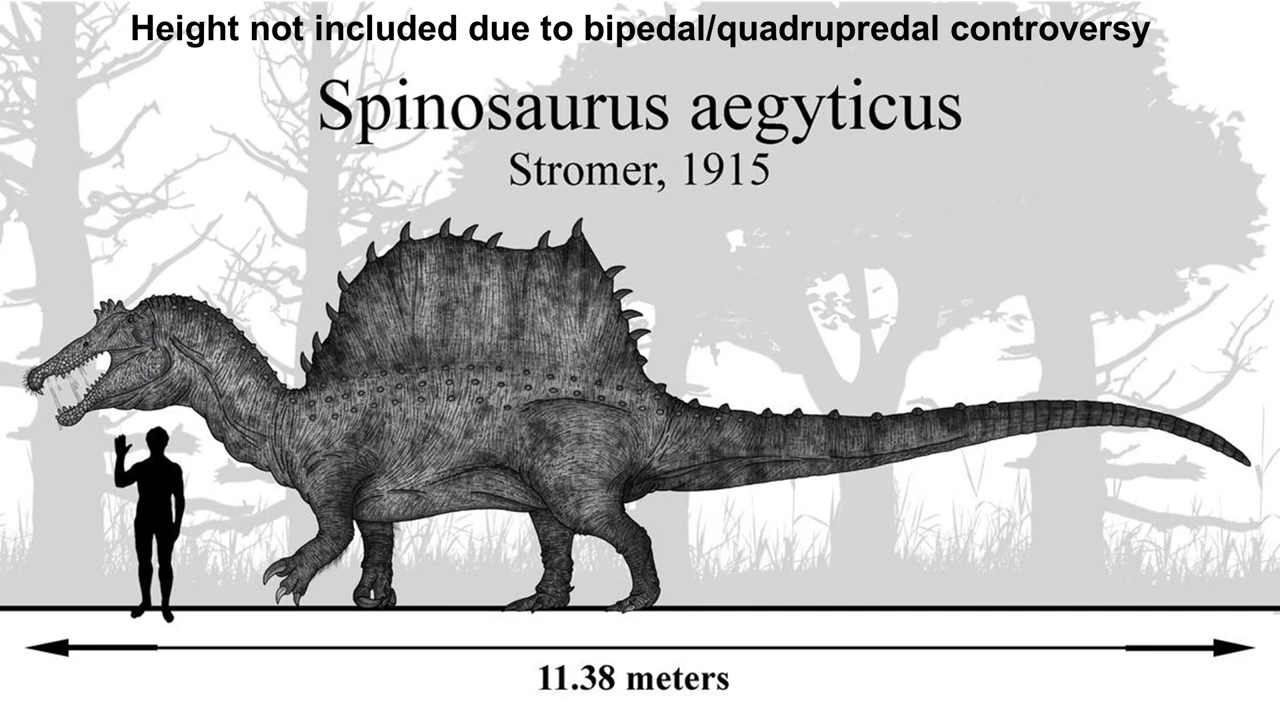 Height not included due to bipedal/quadrupredal controversy
Spinosaurus aegyticus
Stromer, 1915
11.38 meters